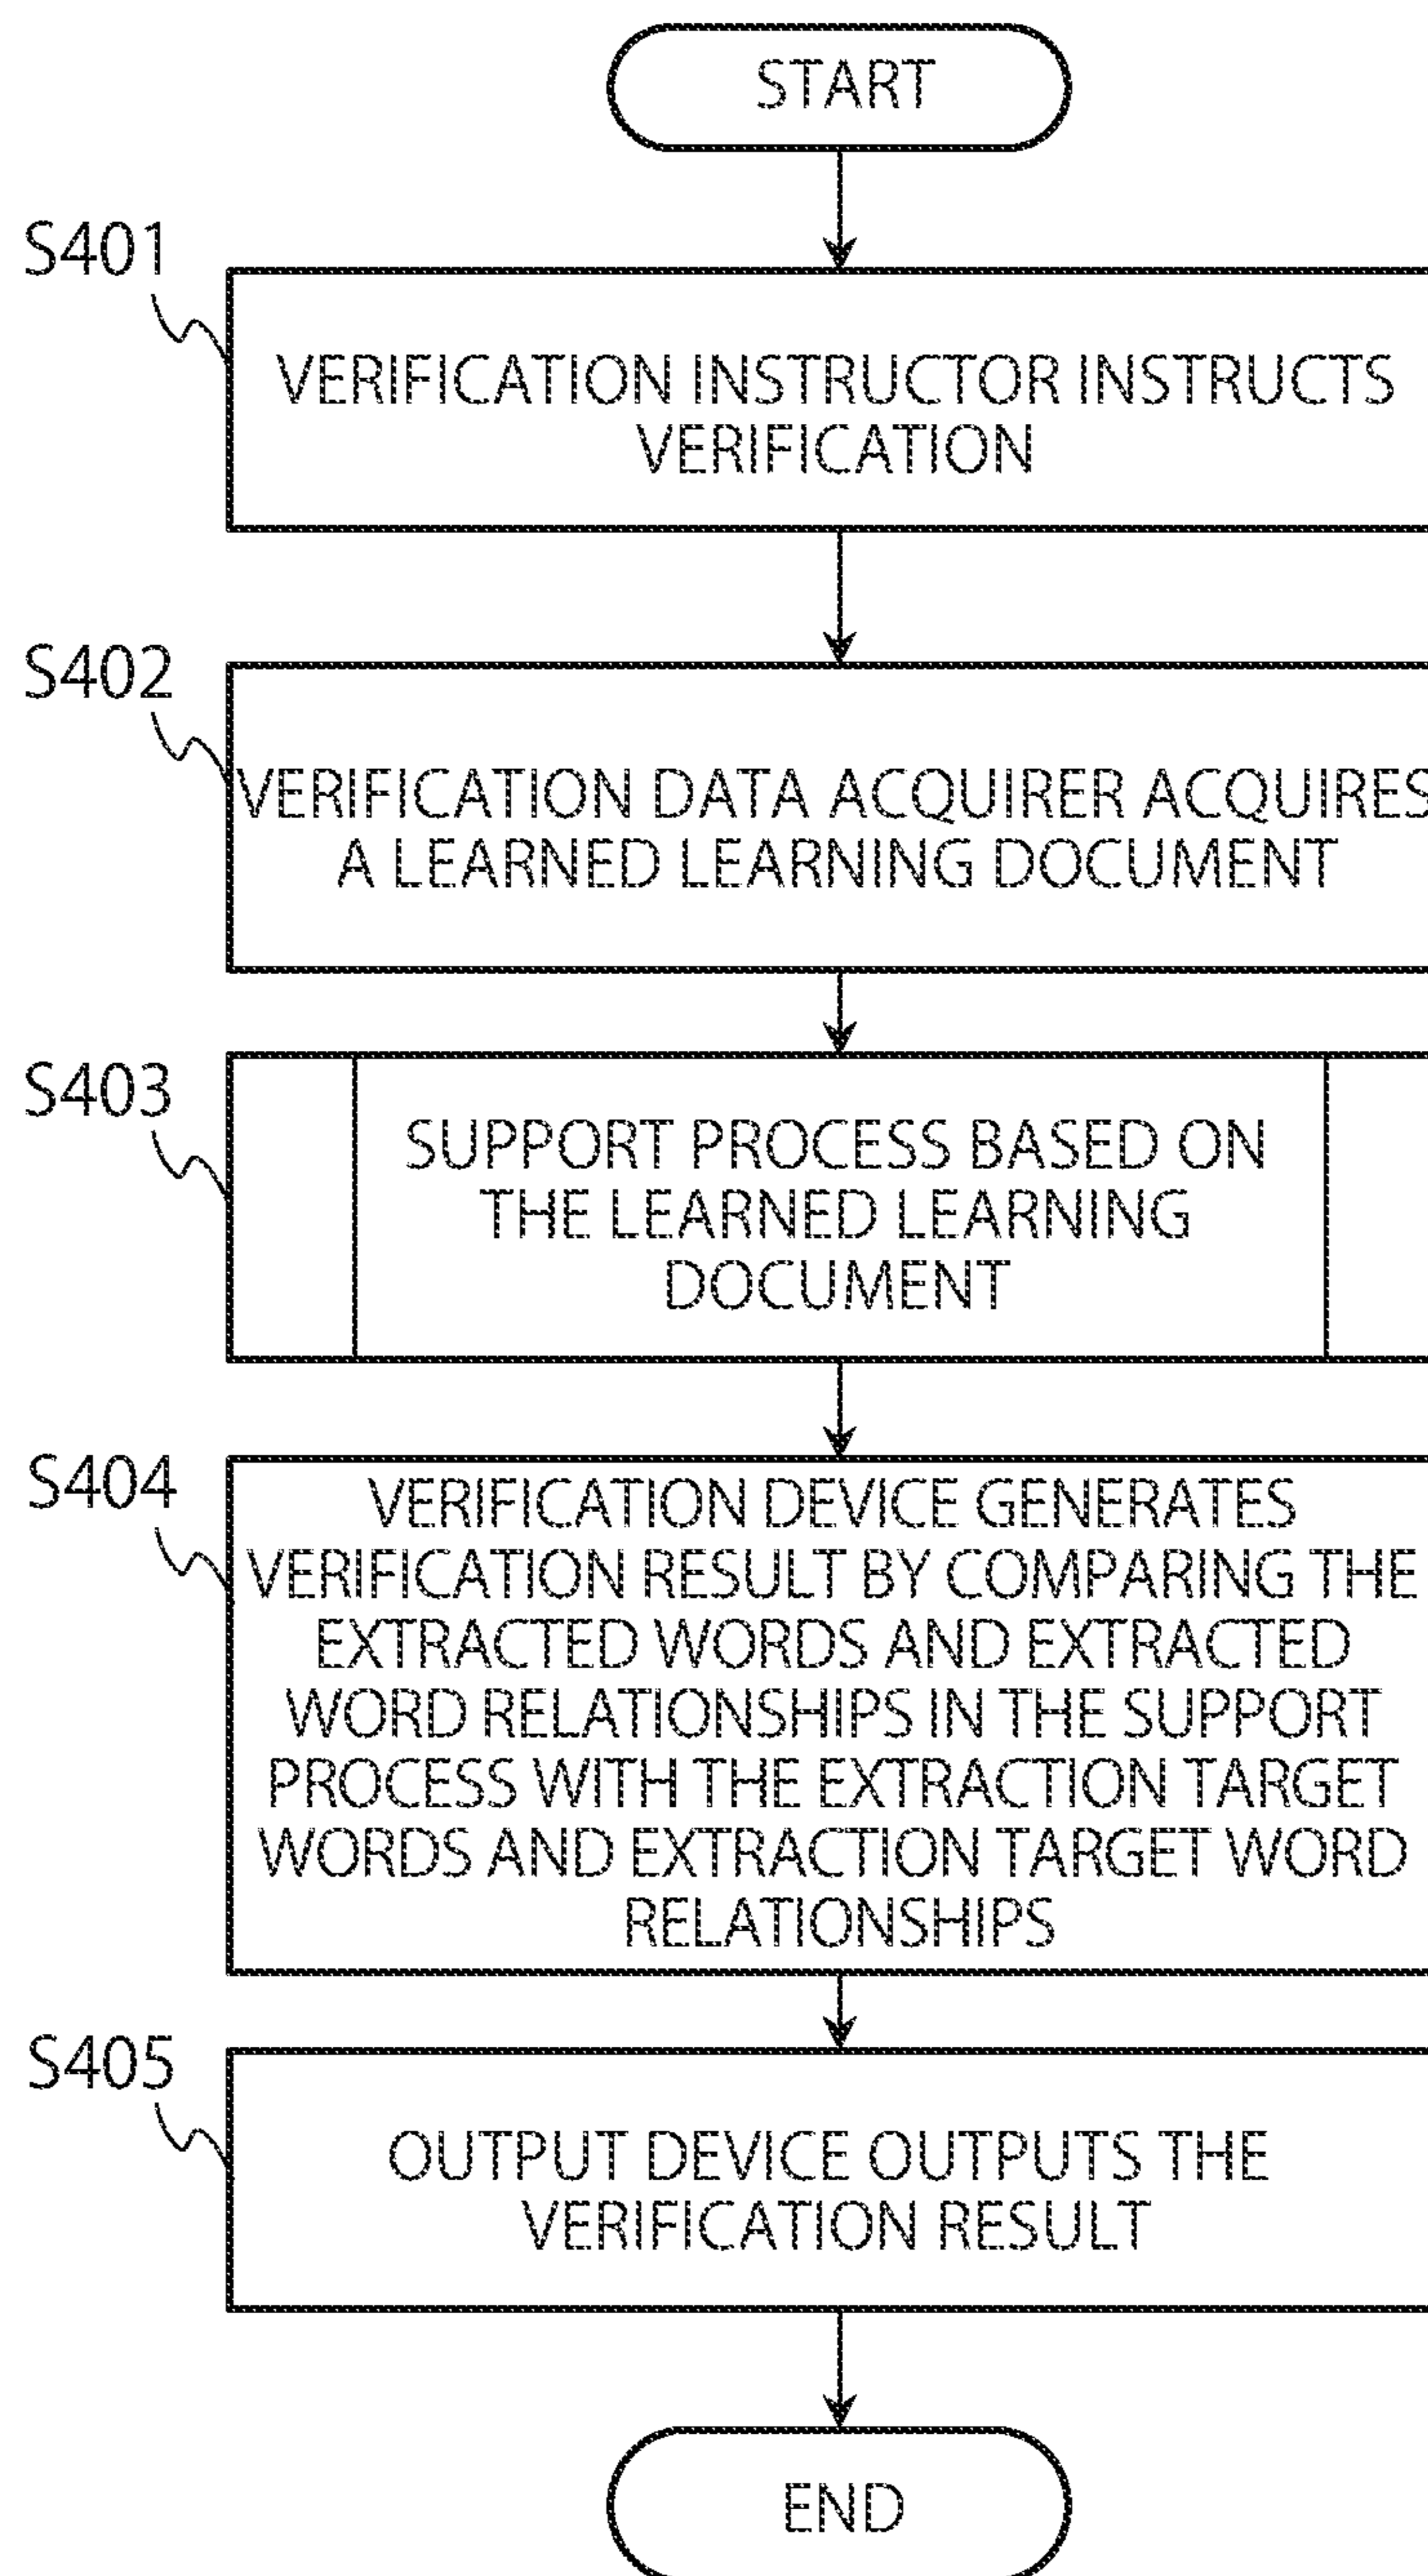 START
S401
VERIFICATION INSTRUCTOR INSTRUCTS
VERIFICATION
S402
VERIFICATION DATA ACQUIRER ACQUIRES
A LEARNED LEARNING DOCUMENT
S403
SUPPORT PROCESS BASED ON
THE LEARNED LEARNING
DOCUMENT
S404
VERIFICATION DEVICE GENERATES
VERIFICATION RESULT BY COMPARING THE
EXTRACTED WORDS AND EXTRACTED
WORD RELATIONSHIPS IN THE SUPPORT
PROCESS WITH THE EXTRACTION TARGET
WORDS AND EXTRACTION TARGET WORD
RELATIONSHIPS
S405
OUTPUT DEVICE OUTPUTS THE
VERIFICATION RESULT
END